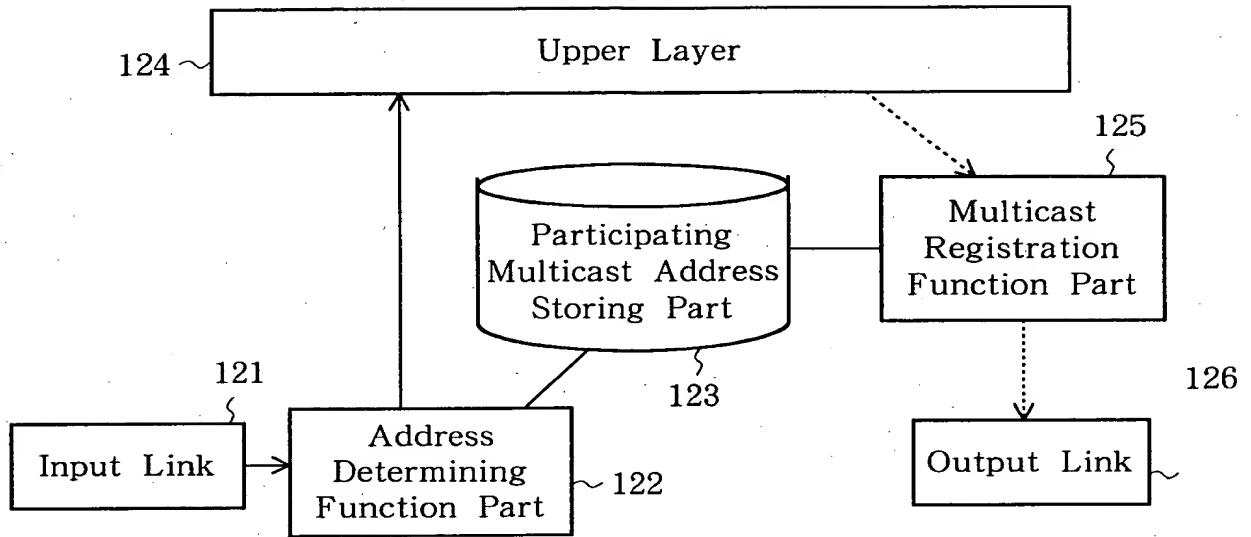 Upper Layer
124
125
Participating
Multicast Address
Storing Part
Multicast
Registration
Function Part
123
121
126
Input Link
Address
Determining
Function Part
122
Output Link